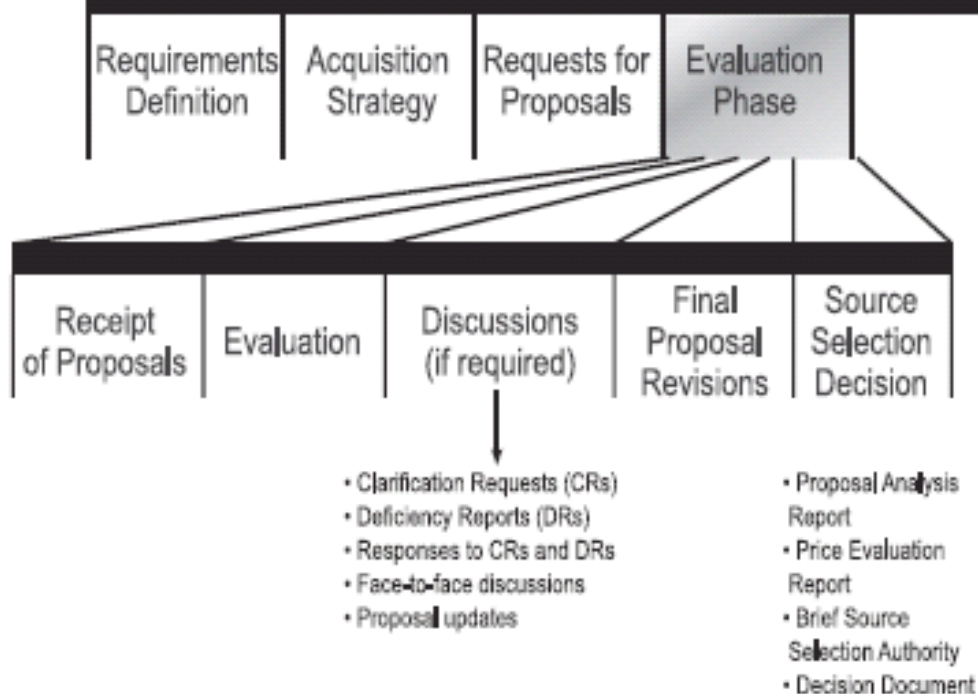 Requirements
Definition
Acquisition
Strategy
Requests for
Proposals
Evaluation
Phase
Receipt
of Proposals
Evaluation
Discussions
(if required)
Final
Proposal
Revisions
Source
Selection
Decision
• Clarification Requests (CRs)
• Deficiency Reports (DRs)
• Responses to CRs and DRs
• Face-to-face discussions
• Proposal updates
• Proposal Analysis
Report
• Price Evaluation
Report
• Brief Source
Selection Authority
• Decision Document